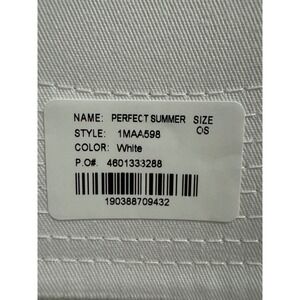 NAME: PERFECT SUMMER SIZE
STYLE: 1MAA598 OS
COLOR: White
P.O#. 4601333288
190388709432